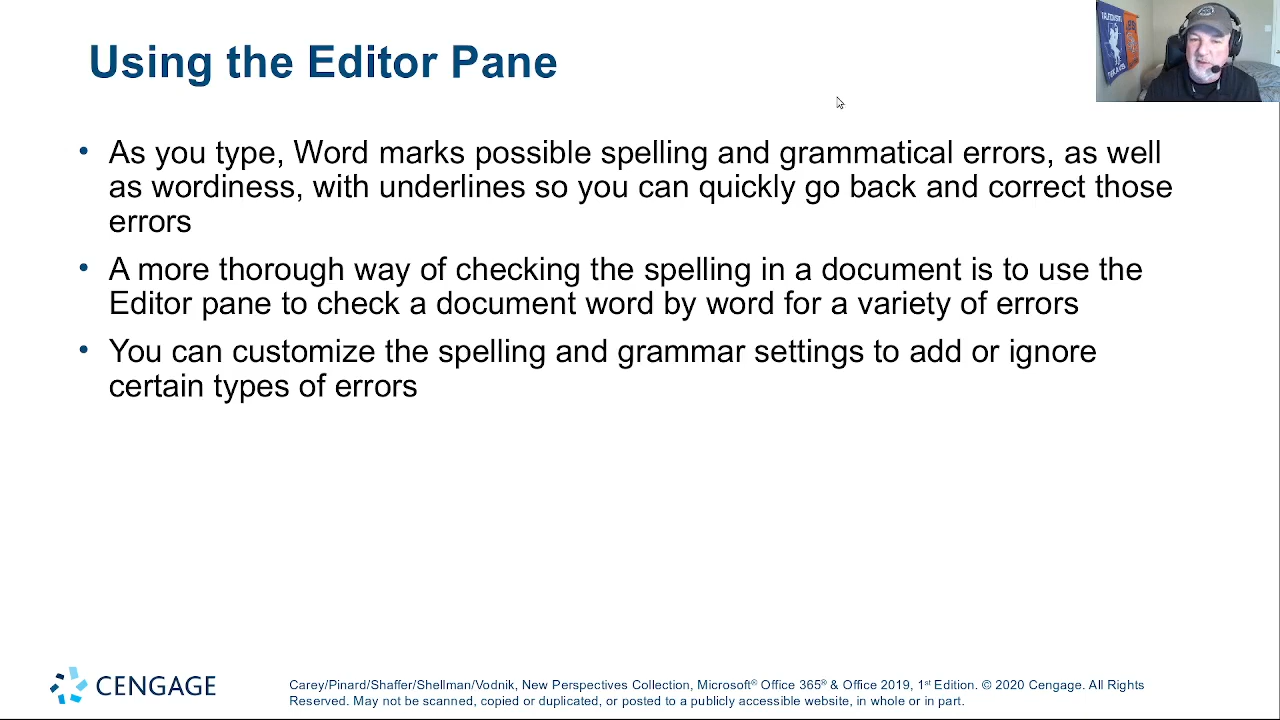 Using the Editor Pane
• As you type, Word marks possible spelling and grammatical errors, as well
as wordiness, with underlines so you can quickly go back and correct those
errors
• A more thorough way of checking the spelling in a document is to use the
Editor pane to check a document word by word for a variety of errors
• You can customize the spelling and grammar settings to add or ignore
certain types of errors
CENGAGE
Carey/Pinard/Shaffer/Shellman/Vodnik, New Perspectives Collection, Microsoft® Office 365® & Office 2019, 1st Edition. © 2020 Cengage. All Rights
Reserved. May not be scanned, copied or duplicated, or posted to a publicly accessible website, in whole or in part.